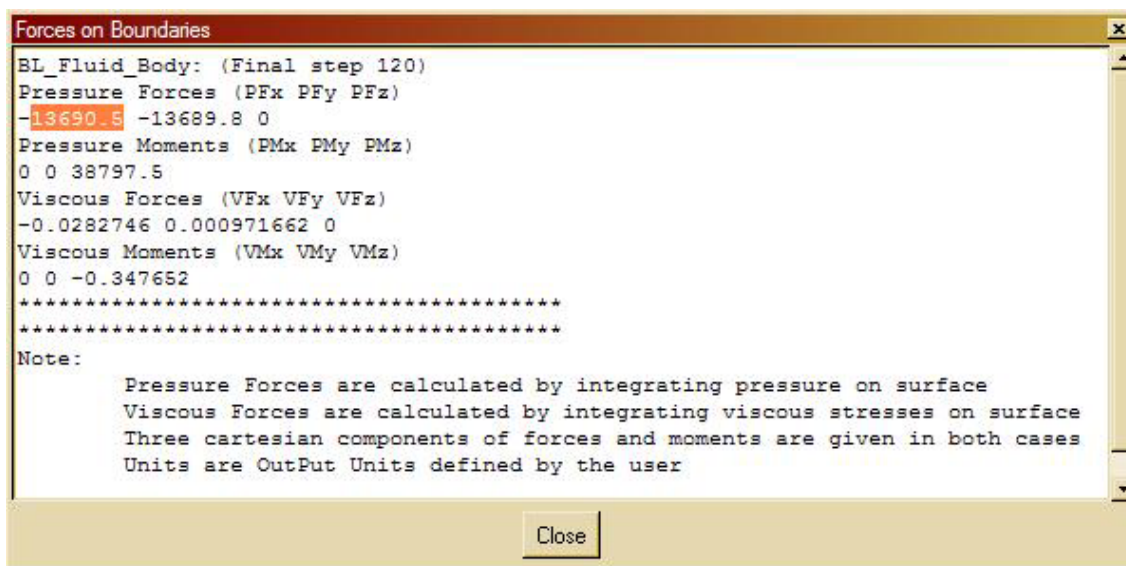 Forces on Boundaries
BL_Fluid_Body: (Final step 120)
Pressure Forces (PFx PFy PFz)
-13690.5 -13689.8 0
Pressure Moments (PMx PMy PMz)
0 0 38797.5
Viscous Forces (VFx VFy VFz)
-0.0282746 0.000971662 0
Viscous Moments (VMx VMy VMz)
0 0 -0.347652
*****************************************
*****************************************
Note:
Pressure Forces are calculated by integrating pressure on surface
Viscous Forces are calculated by integrating viscous stresses on surface
Three cartesian components of forces and moments are given in both cases
Units are OutPut Units defined by the user
Close